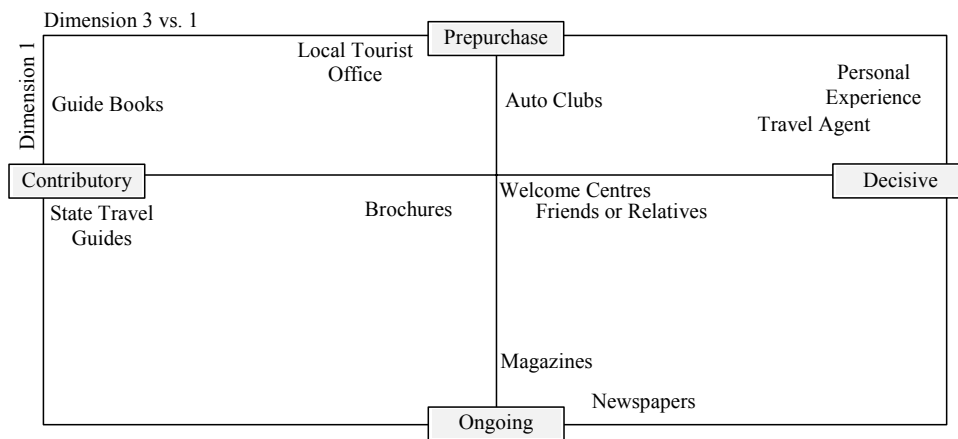 Dimension 3 vs. 1
Dimension 1
Prepurchase
Local Tourist
Office
Personal
Experience
Guide Books
Auto Clubs
Travel Agent
Contributory
Decisive
Welcome Centres
Brochures
Friends or Relatives
State Travel
Guides
Magazines
Newspapers
Ongoing